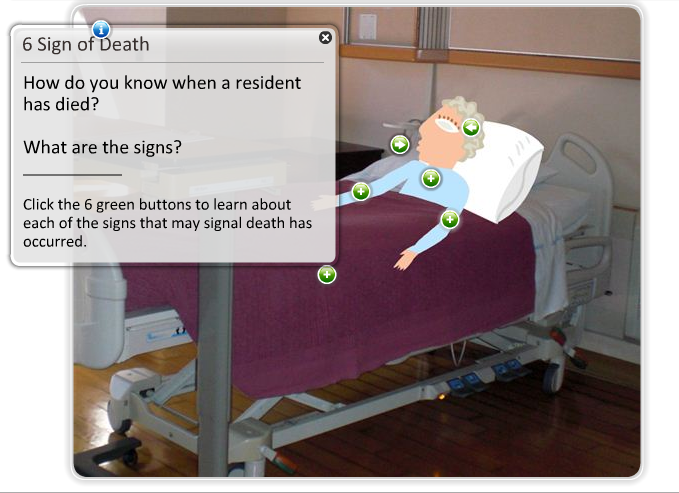 6 Sign of Death
How do you know when a resident
has died?
What are the signs?
Click the 6 green buttons to learn about
each of the signs that may signal death has
occurred.